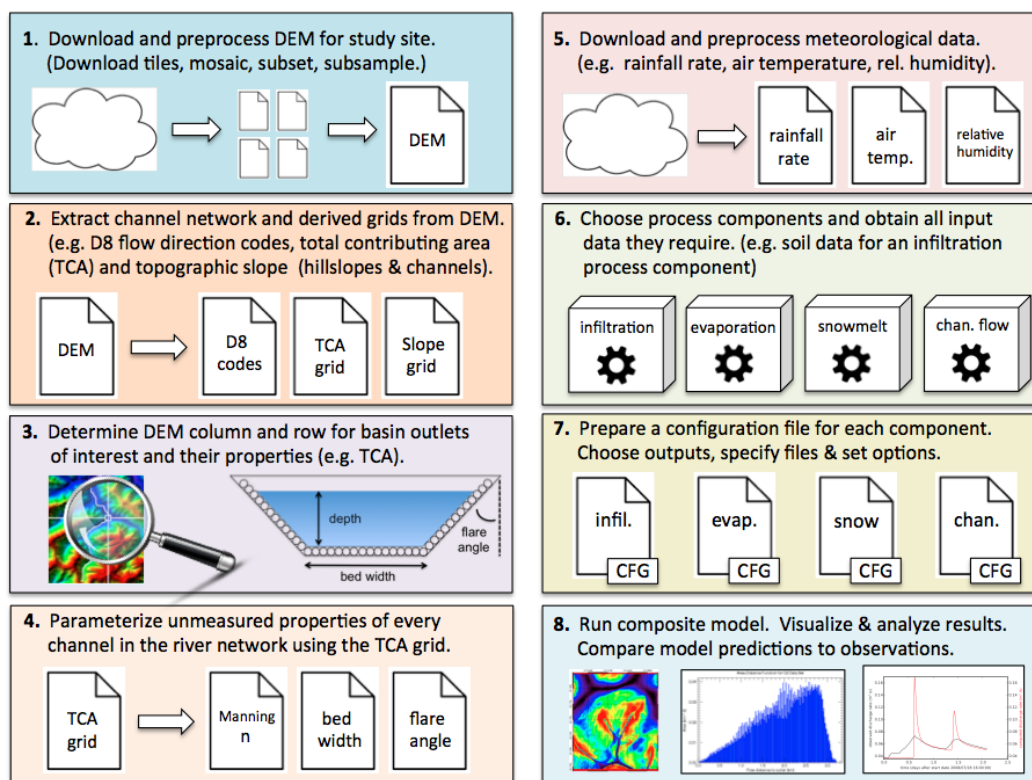 1. Download and preprocess DEM for study site.
(Download tiles, mosaic, subset, subsample.)
DEM
2. Extract channel network and derived grids from DEM.
(e.g. D8 flow direction codes, total contributing area
(TCA) and topographic slope (hillslopes & channels).
DEM
D8
codes
TCA
grid
Slope
grid
3. Determine DEM column and row for basin outlets
of interest and their properties (e.g. TCA).
depth
flare
angle
bed width
4. Parameterize unmeasured properties of every
channel in the river network using the TCA grid.
TCA
grid
Manning
n
bed
width
flare
angle
5. Download and preprocess meteorological data.
(e.g. rainfall rate, air temperature, rel. humidity).
rainfall
rate
air
temp.
relative
humidity
6. Choose process components and obtain all input
data they require. (e.g. soil data for an infiltration
process component)
infiltration
evaporation
snowmelt
chan. flow
7. Prepare a configuration file for each component.
Choose outputs, specify files & set options.
infil.
CFG
evap.
CFG
snow
CFG
chan.
CFG
8. Run composite model. Visualize & analyze results.
Compare model predictions to observations.